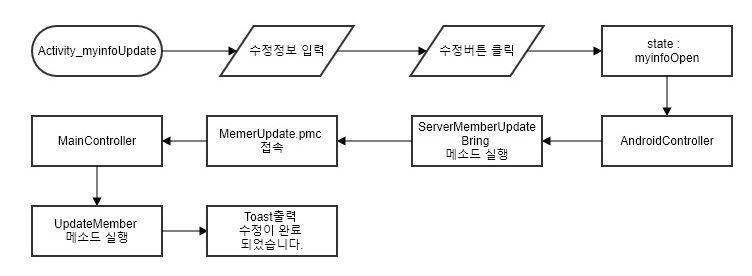 Activity_myinfoUpdate
수정정보 입력
수정버튼 클릭
state :
myinfoOpen
MainController
MemerUpdate.pmc
접속
ServerMemberUpdate
Bring
메소드 실행
AndroidController
UpdateMember
메소드 실행
Toast출력
수정이 완료
되었습니다.